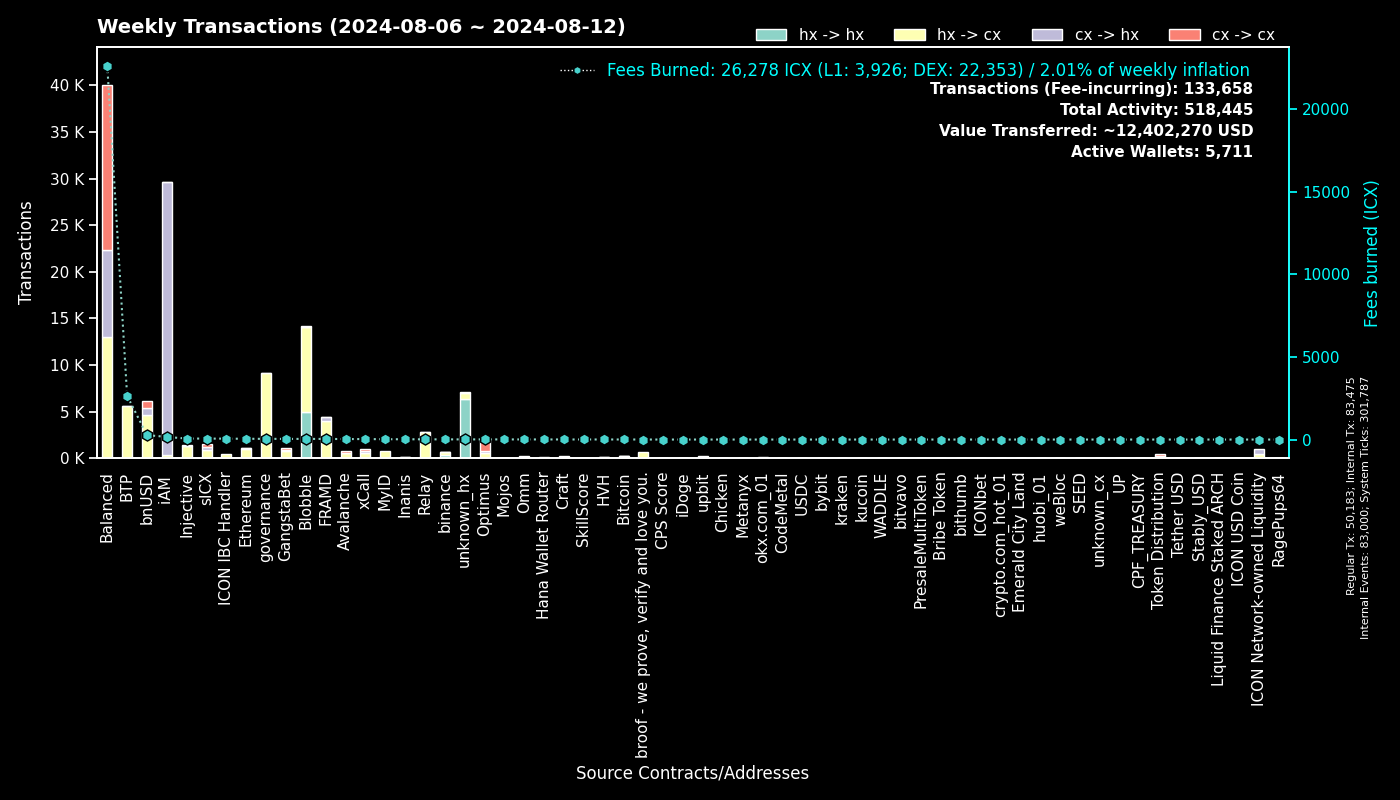 Weekly Transactions (2024-08-06 ~ 2024-08-12)
hx -> hx
hx -> cx
cx -> hx
cx -> cx
Fees Burned: 26,278 ICX (L1: 3,926; DEX: 22,353) / 2.01% of weekly inflation
Transactions (Fee-incurring): 133,658
Total Activity: 518,445
Value Transferred: ~12,402,270 USD
Active Wallets: 5,711
Transactions
40 K
35 K
30 K
25 K
20 K
15 K
10 K
5 K
0 K
20000
15000
10000
5000
0
Fees burned (ICX)
Regular Tx: 50,183; Internal Tx: 83,475
Internal Events: 83,000; System Ticks: 301,787
Balanced
BTP
bnUSD
iAM
Injective
sICX
ICON IBC Handler
Ethereum
governance
GangstaBet
Blobble
FRAMD
Avalanche
xCall
MyID
Inanis
Relay
binance
unknown_hx
Optimus
Mojos
Omm
Hana Wallet Router
Craft
SkillScore
HVH
Bitcoin
broof - we prove, verify and love you.
CPS Score
iDoge
upbit
Chicken
Metanyx
okx.com_01
CodeMetal
USDC
bybit
kraken
kucoin
WADDLE
bitvavo
PresaleMultiToken
Bribe Token
bithumb
ICONbet
crypto.com_hot_01
Emerald City Land
huobi_01
weBloc
SEED
unknown_cx
UP
CPF_TREASURY
Token Distribution
Tether USD
Stably_USD
Liquid Finance Staked ARCH
ICON USD Coin
ICON Network-owned Liquidity
RagePups64
Source Contracts/Addresses